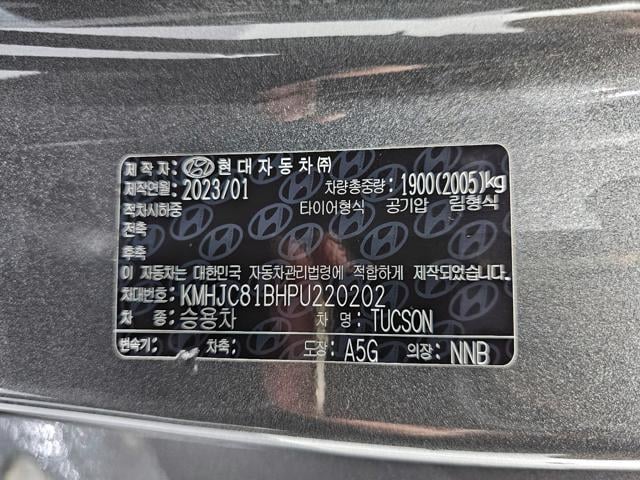 제작자: 현대자동차㈜
제작연월: 2023/01 차량총중량: 1900(2005)kg
적차시하중 타이어형식 공기압 림형식
전축
후축
이 자동차는 대한민국 자동차관리법령에 적합하게 제작되었음.
차대번호: KMHJC81BHPU220202
차 종: 승용차 차 명: TUCSON
변속기: 차축: 도장: A5G 의장: NNB